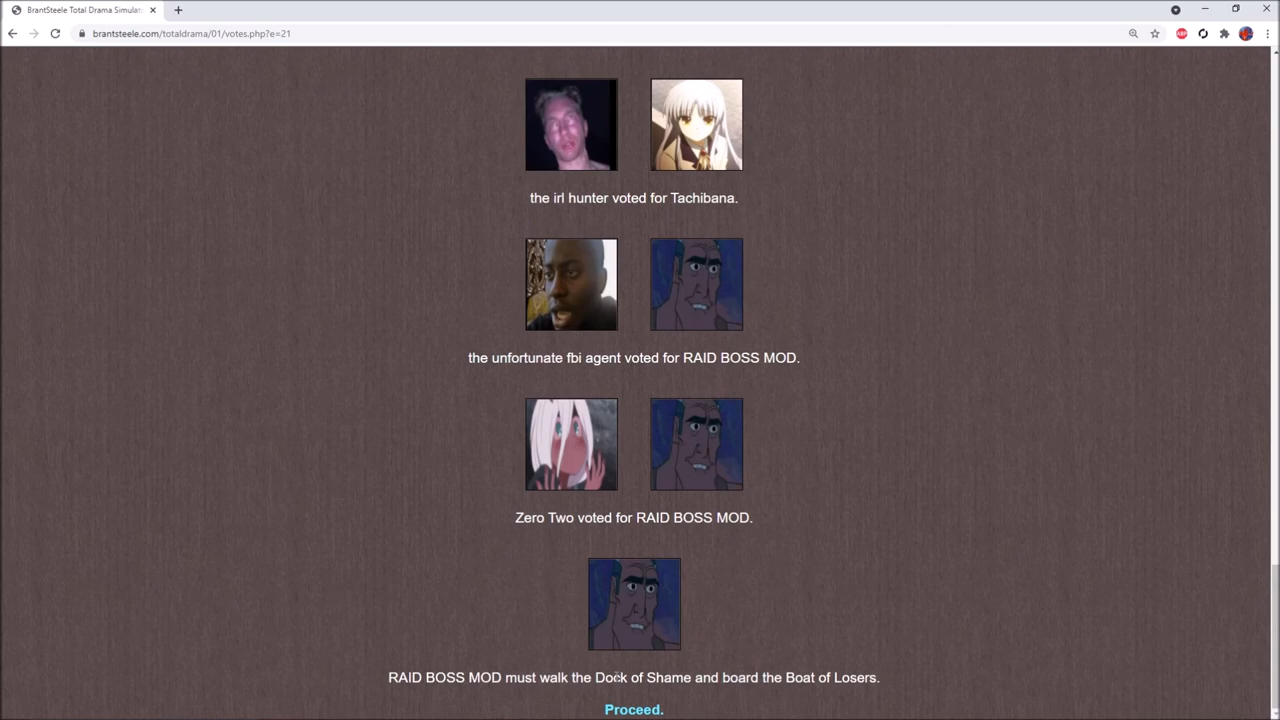 BrantSteele Total Drama Simulat
brantsteele.com/totaldrama/01/votes.php?e=21
ABP
the irl hunter voted for Tachibana.
the unfortunate fbi agent voted for RAID BOSS MOD.
Zero Two voted for RAID BOSS MOD.
RAID BOSS MOD must walk the Dock of Shame and board the Boat of Losers.
Proceed.